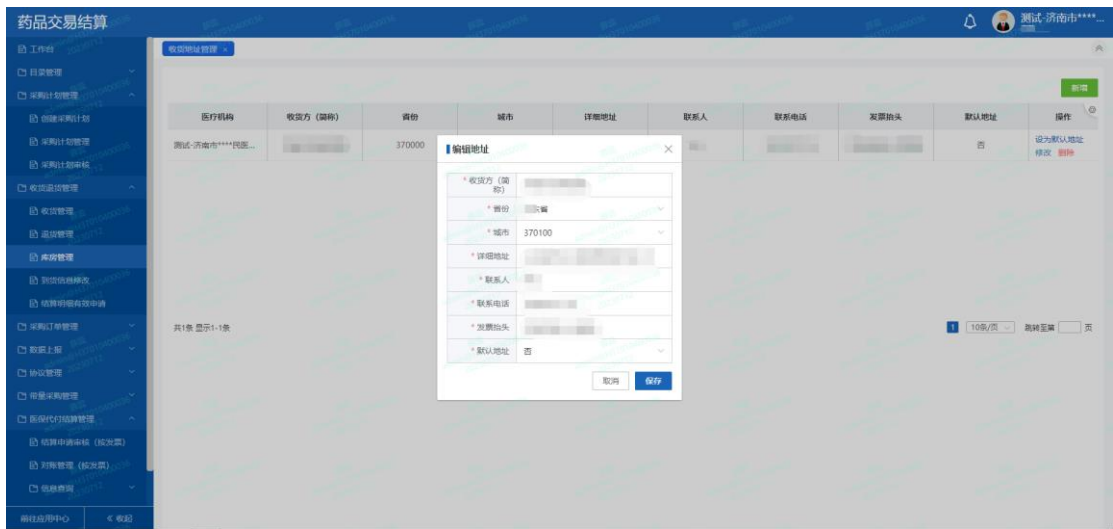 药品交易结算
测试-济南市****...
工作台
收货地址管理 ×
目录管理
采购计划管理
新增
创建采购计划
医疗机构 收货方（简称） 省份 城市 详细地址 联系人 联系电话 发票抬头 默认地址 操作
采购计划管理
测试-济南市****民医... 370000 否 设为默认地址
修改 删除
采购计划审核
收货退货管理
收货管理
退货管理
库房管理
到货信息修改
结算明细有效申请
采购订单管理
数据上报
协议管理
带量采购管理
医保代付结算管理
结算申请审核（按发票）
对账管理（按发票）
信息查询
前往应用中心 《 收起
编辑地址 ×
* 收货方（简
称）
* 省份 省
* 城市 370100
* 详细地址
* 联系人
* 联系电话
* 发票抬头
* 默认地址 否
取消 保存
共1条 显示1-1条
1 10条/页 跳转至第 页